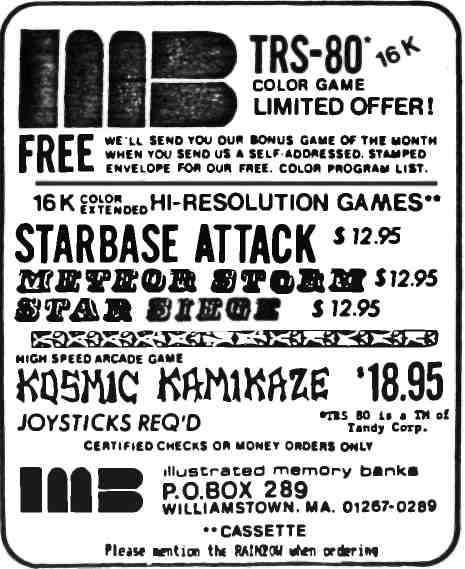 IMB
TRS-80* 16K
COLOR GAME
LIMITED OFFER!
FREE WE'LL SEND YOU OUR BONUS GAME OF THE MONTH
WHEN YOU SEND US A SELF-ADDRESSED, STAMPED
ENVELOPE FOR OUR FREE, COLOR PROGRAM LIST.
16K COLOR EXTENDED HI-RESOLUTION GAMES**
STARBASE ATTACK $12.95
METEOR STORM $12.95
STAR SIEGE $12.95
HIGH SPEED ARCADE GAME
KOSMIC KAMIKAZE $18.95
JOYSTICKS REQ'D
*TRS 80 is a TM of
Tandy Corp.
CERTIFIED CHECKS OR MONEY ORDERS ONLY
IMB
illustrated memory banks
P.O.BOX 289
WILLIAMSTOWN, MA. 01267-0289
**CASSETTE
Please mention the RAINBOW when ordering